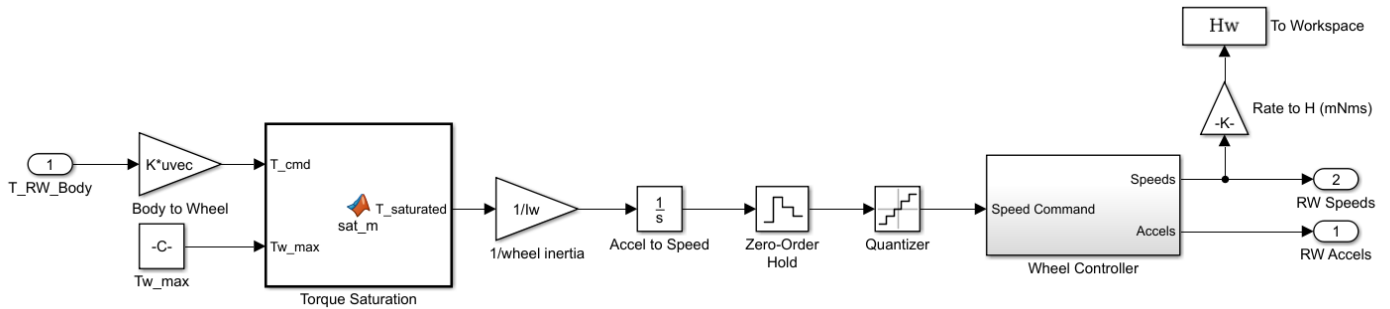 Hw
To Workspace
-K-
Rate to H (mNms)
1
T_RW_Body
K*uvec
Body to Wheel
-C-
Tw_max
T_cmd
Tw_max
sat_m
T_saturated
Torque Saturation
1/Iw
1/wheel inertia
1
s
Accel to Speed
Zero-Order
Hold
Quantizer
Speed Command
Speeds
Accels
Wheel Controller
2
RW Speeds
1
RW Accels